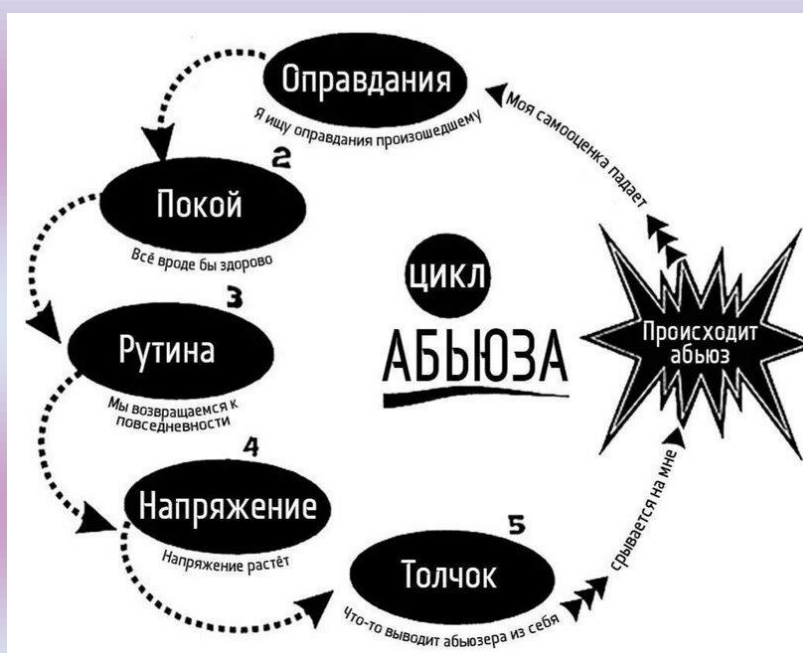 Оправдания
Я ищу оправдания произошедшему
2
Покой
Всё вроде бы здорово
3
Рутина
Мы возвращаемся к
повседневности
4
Напряжение
Напряжение растёт
5
Толчок
Что-то выводит абьюзера из себя
срывается на мне
Происходит
абьюз
Моя самооценка падает
цикл
АБЬЮЗА